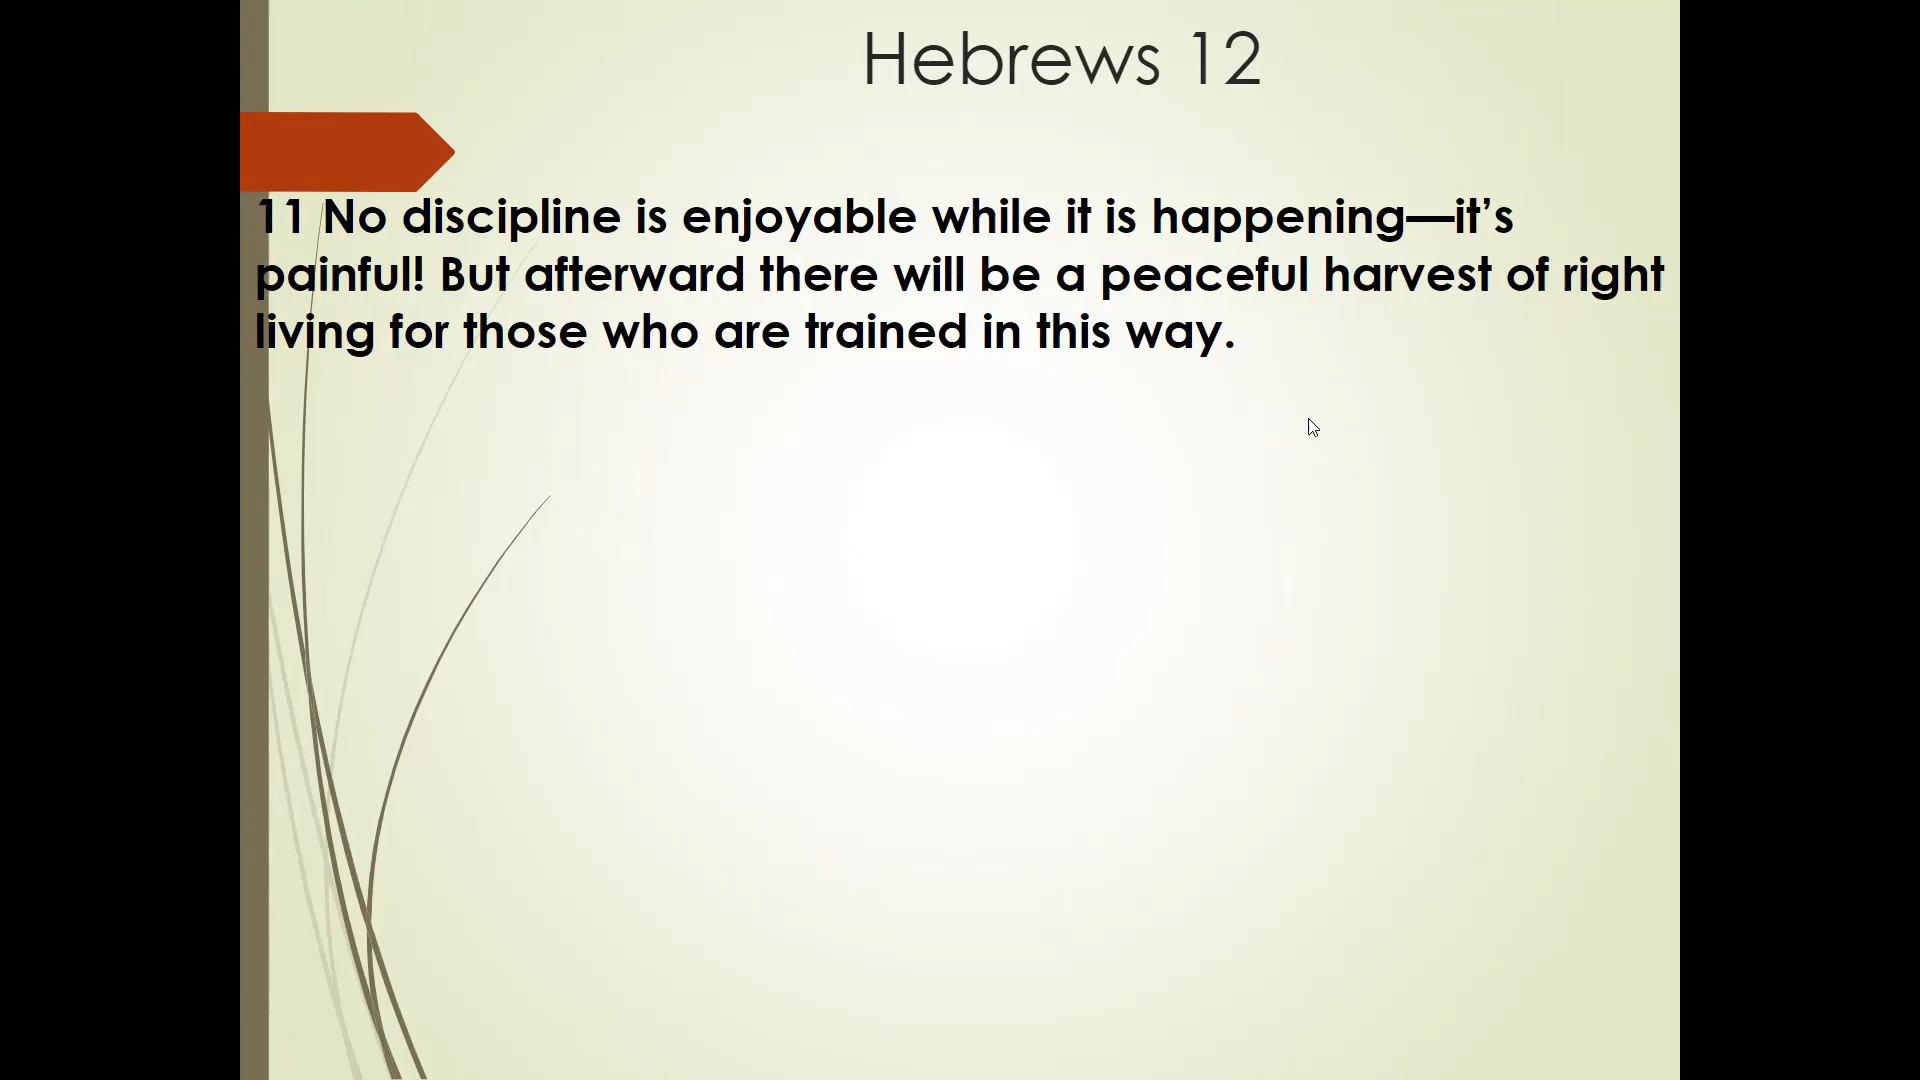 Hebrews 12
11 No discipline is enjoyable while it is happening—it’s
painful! But afterward there will be a peaceful harvest of right
living for those who are trained in this way.